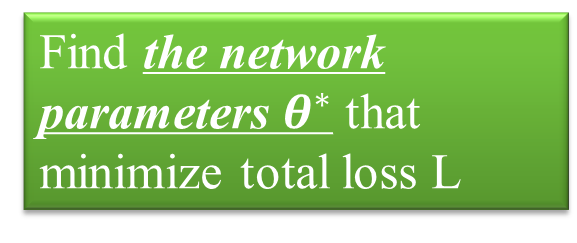 Find the network
parameters θ* that
minimize total loss L